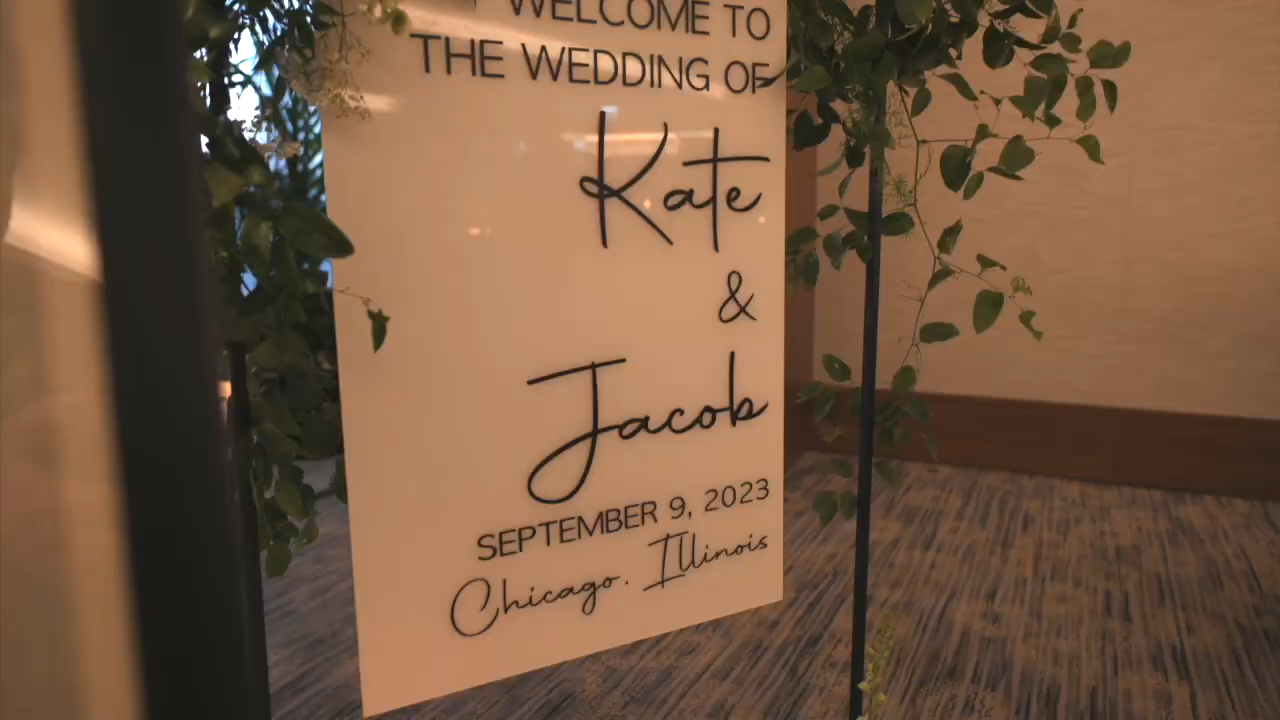 WELCOME TO
THE WEDDING OF
Kate
&
Jacob
SEPTEMBER 9, 2023
Chicago, Illinois